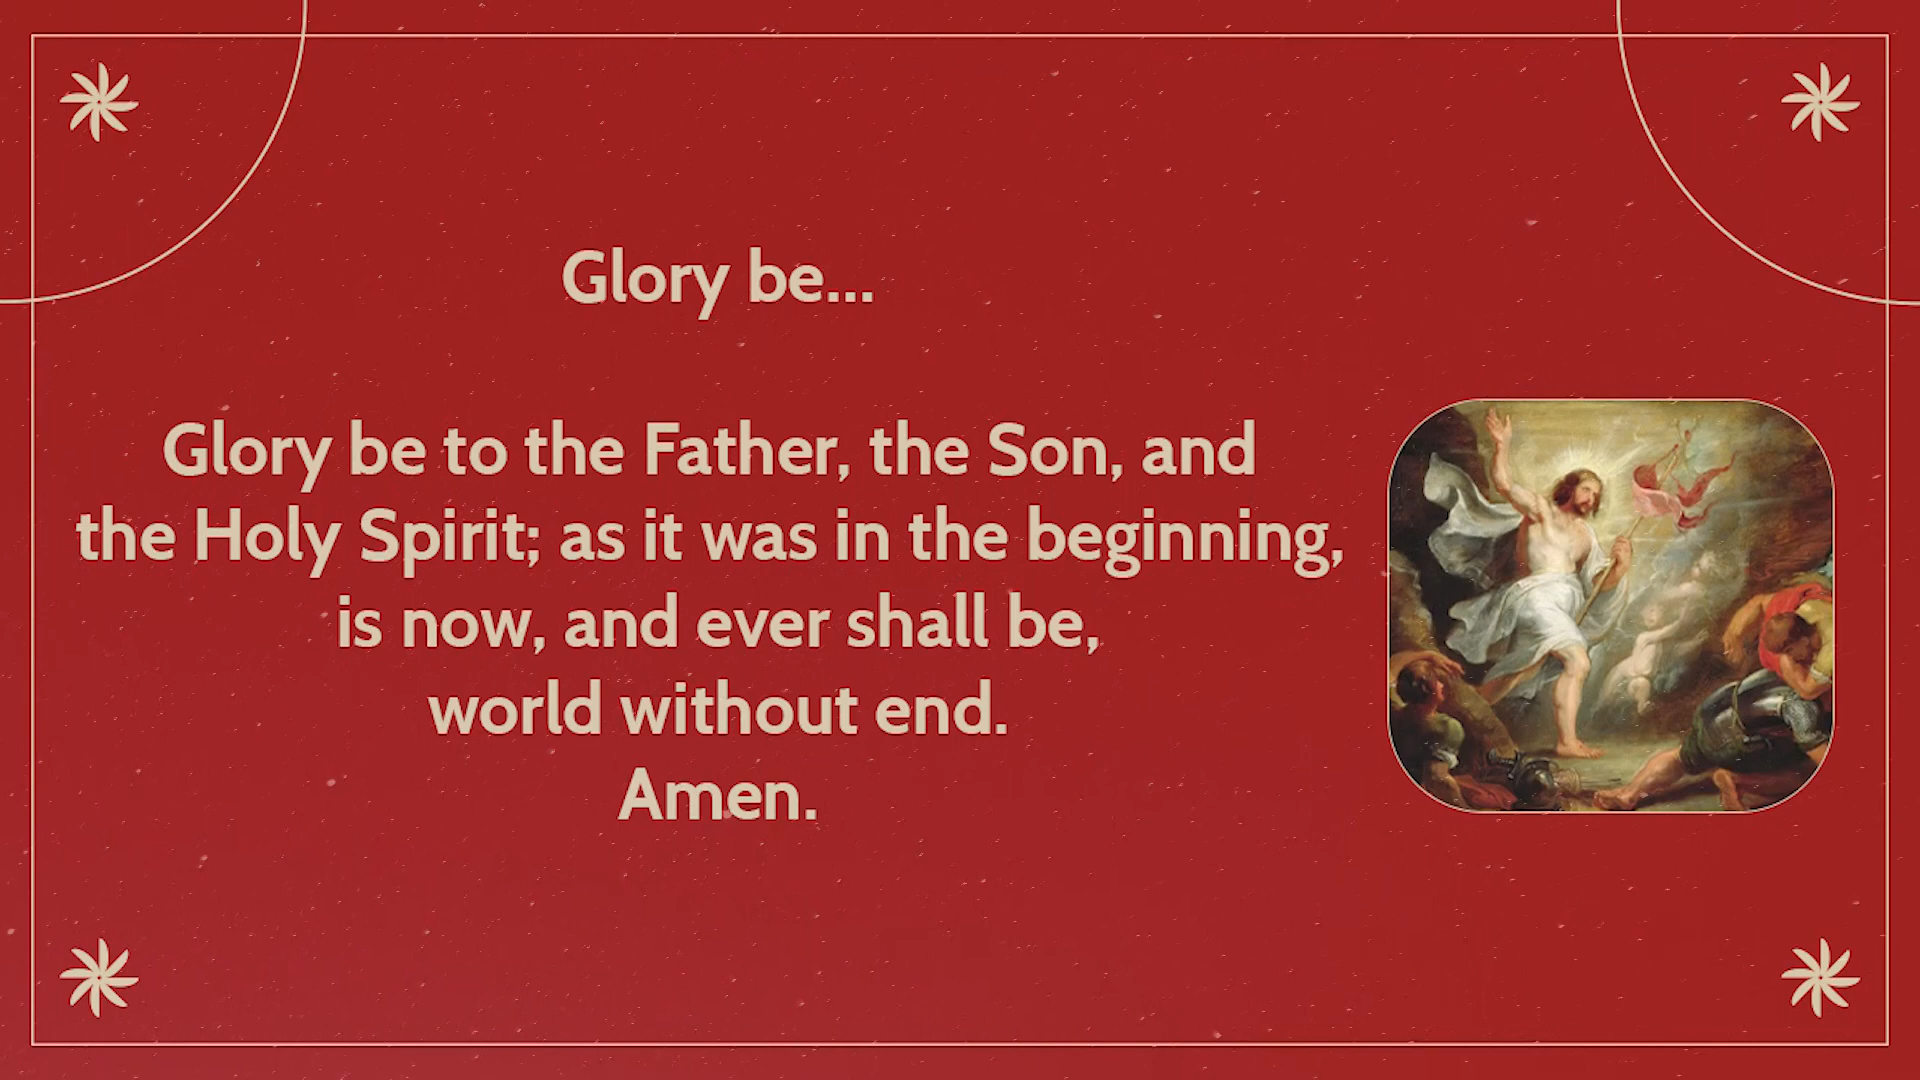 Glory be...
Glory be to the Father, the Son, and
the Holy Spirit; as it was in the beginning,
is now, and ever shall be,
world without end.
Amen.